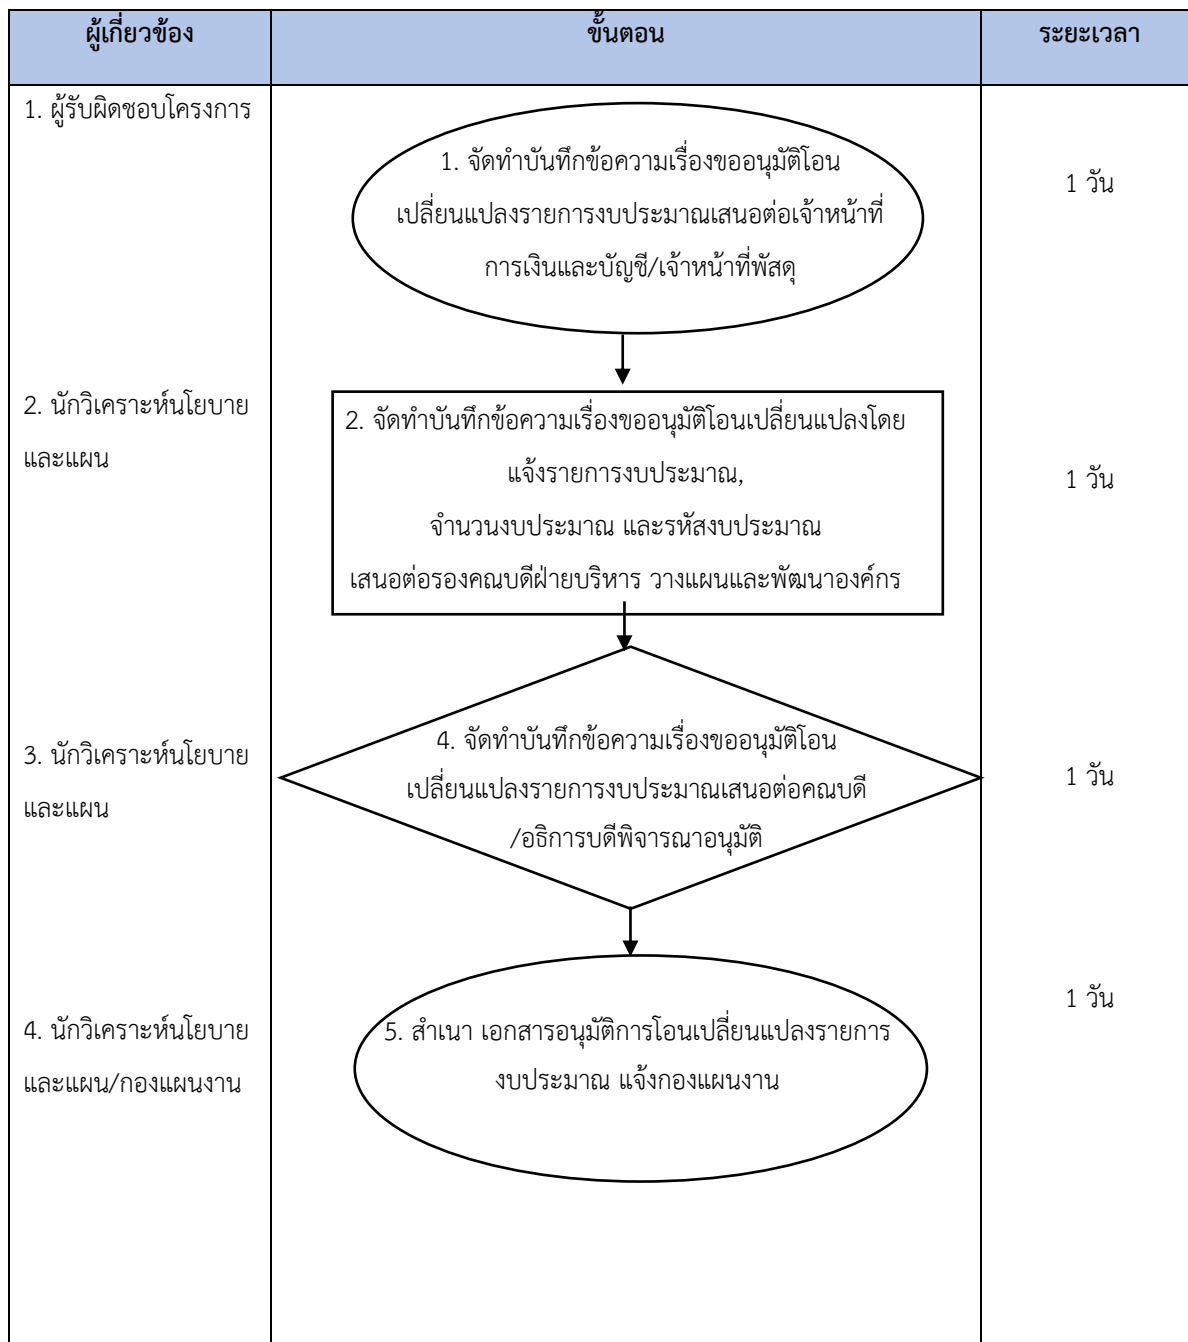 ผู้เกี่ยวข้อง
ขั้นตอน
ระยะเวลา
1. ผู้รับผิดชอบโครงการ
1. จัดทำบันทึกข้อความเรื่องขออนุมัติโอน
เปลี่ยนแปลงรายการงบประมาณเสนอต่อเจ้าหน้าที่
การเงินและบัญชี/เจ้าหน้าที่พัสดุ
1 วัน
2. นักวิเคราะห์นโยบาย
และแผน
2. จัดทำบันทึกข้อความเรื่องขออนุมัติโอนเปลี่ยนแปลงโดย
แจ้งรายการงบประมาณ,
จำนวนงบประมาณ และรหัสงบประมาณ
เสนอต่อรองคณบดีฝ่ายบริหาร วางแผนและพัฒนาองค์กร
1 วัน
3. นักวิเคราะห์นโยบาย
และแผน
4. จัดทำบันทึกข้อความเรื่องขออนุมัติโอน
เปลี่ยนแปลงรายการงบประมาณเสนอต่อคณบดี
/อธิการบดีพิจารณาอนุมัติ
1 วัน
4. นักวิเคราะห์นโยบาย
และแผน/กองแผนงาน
5. สำเนา เอกสารอนุมัติการโอนเปลี่ยนแปลงรายการ
งบประมาณ แจ้งกองแผนงาน
1 วัน